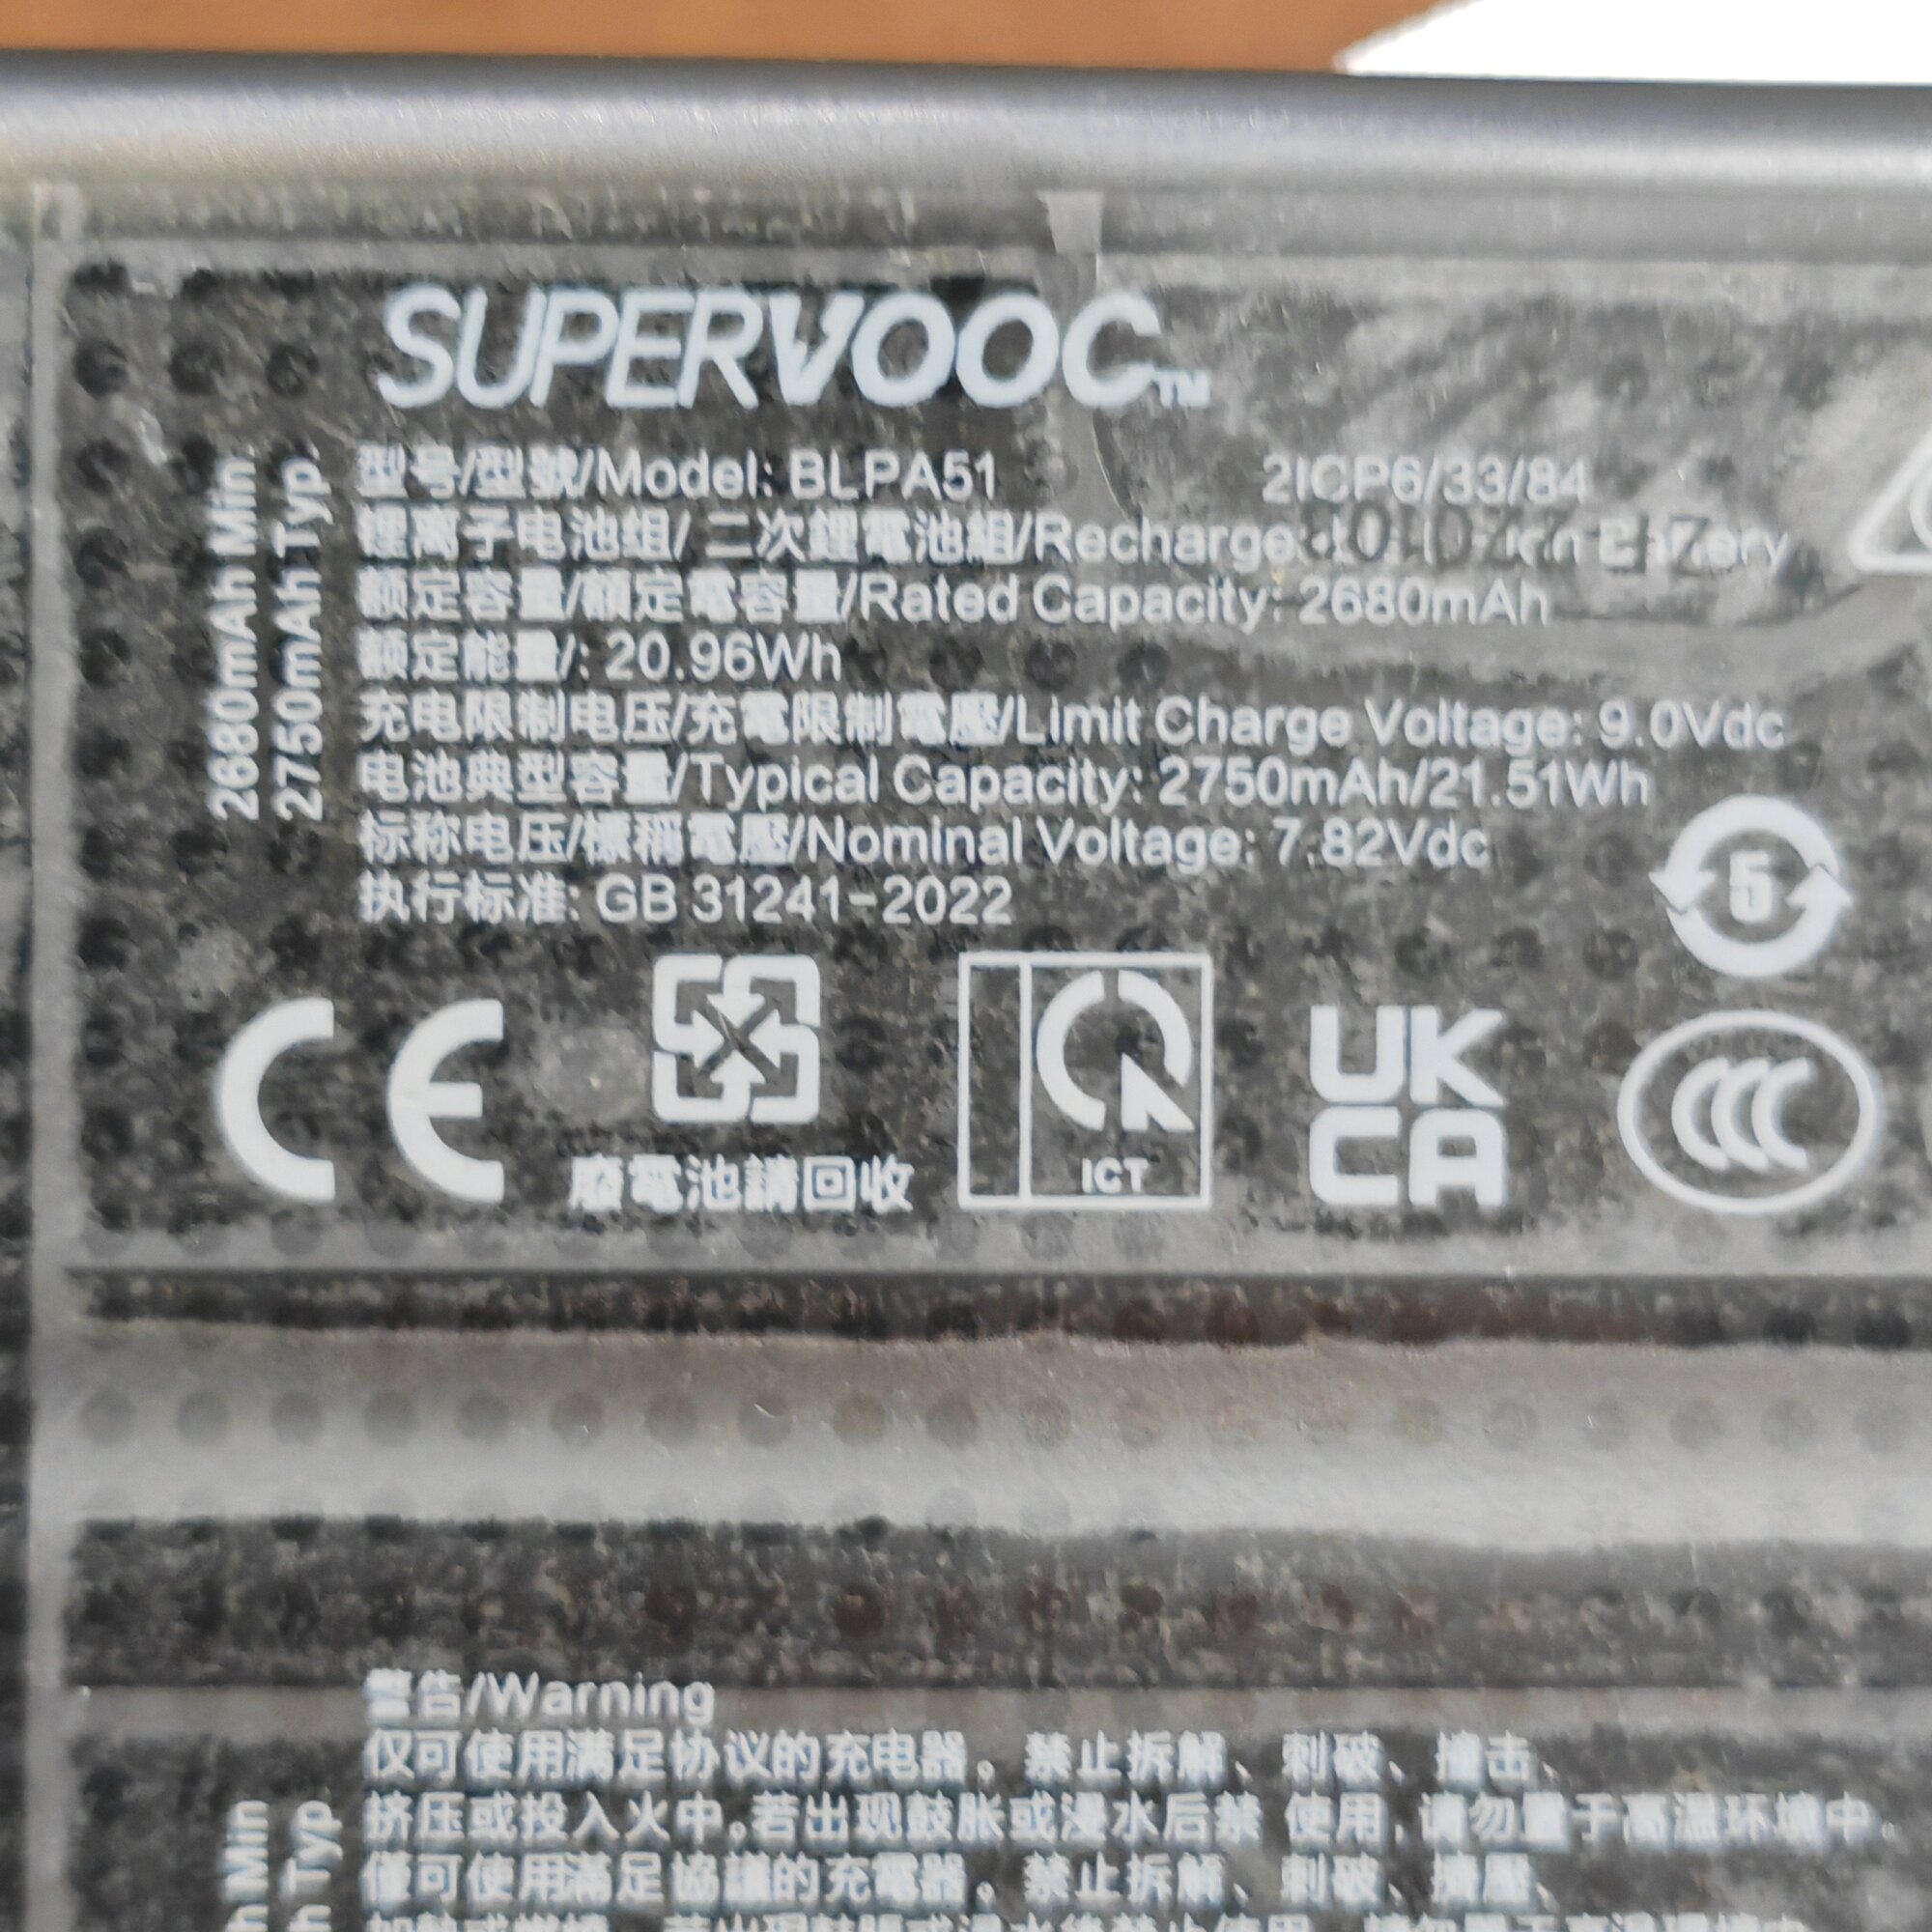 SUPERVOOC™
型号/型號/Model: BLPA51 2ICP6/33/84
锂离子电池组/二次鋰電池組/Rechargeable Li-ion Battery
额定容量/額定電容量/Rated Capacity: 2680mAh
额定能量/: 20.96Wh
充电限制电压/充電限制電壓/Limit Charge Voltage: 9.0Vdc
电池典型容量/Typical Capacity: 2750mAh/21.51Wh
标称电压/標稱電壓/Nominal Voltage: 7.82Vdc
执行标准: GB 31241-2022
2680mAh Min
2750mAh Typ.
5
CE
廢電池請回收
ICT
UK
CA
CCC
警告/Warning
仅可使用满足协议的充电器。禁止拆解、刺破、撞击、
挤压或投入火中。若出现鼓胀或浸水后禁 使用, 请勿置于高温环境中。
僅可使用滿足協議的充電器。禁止拆解、刺破、擠壓、
h Min
h Typ.